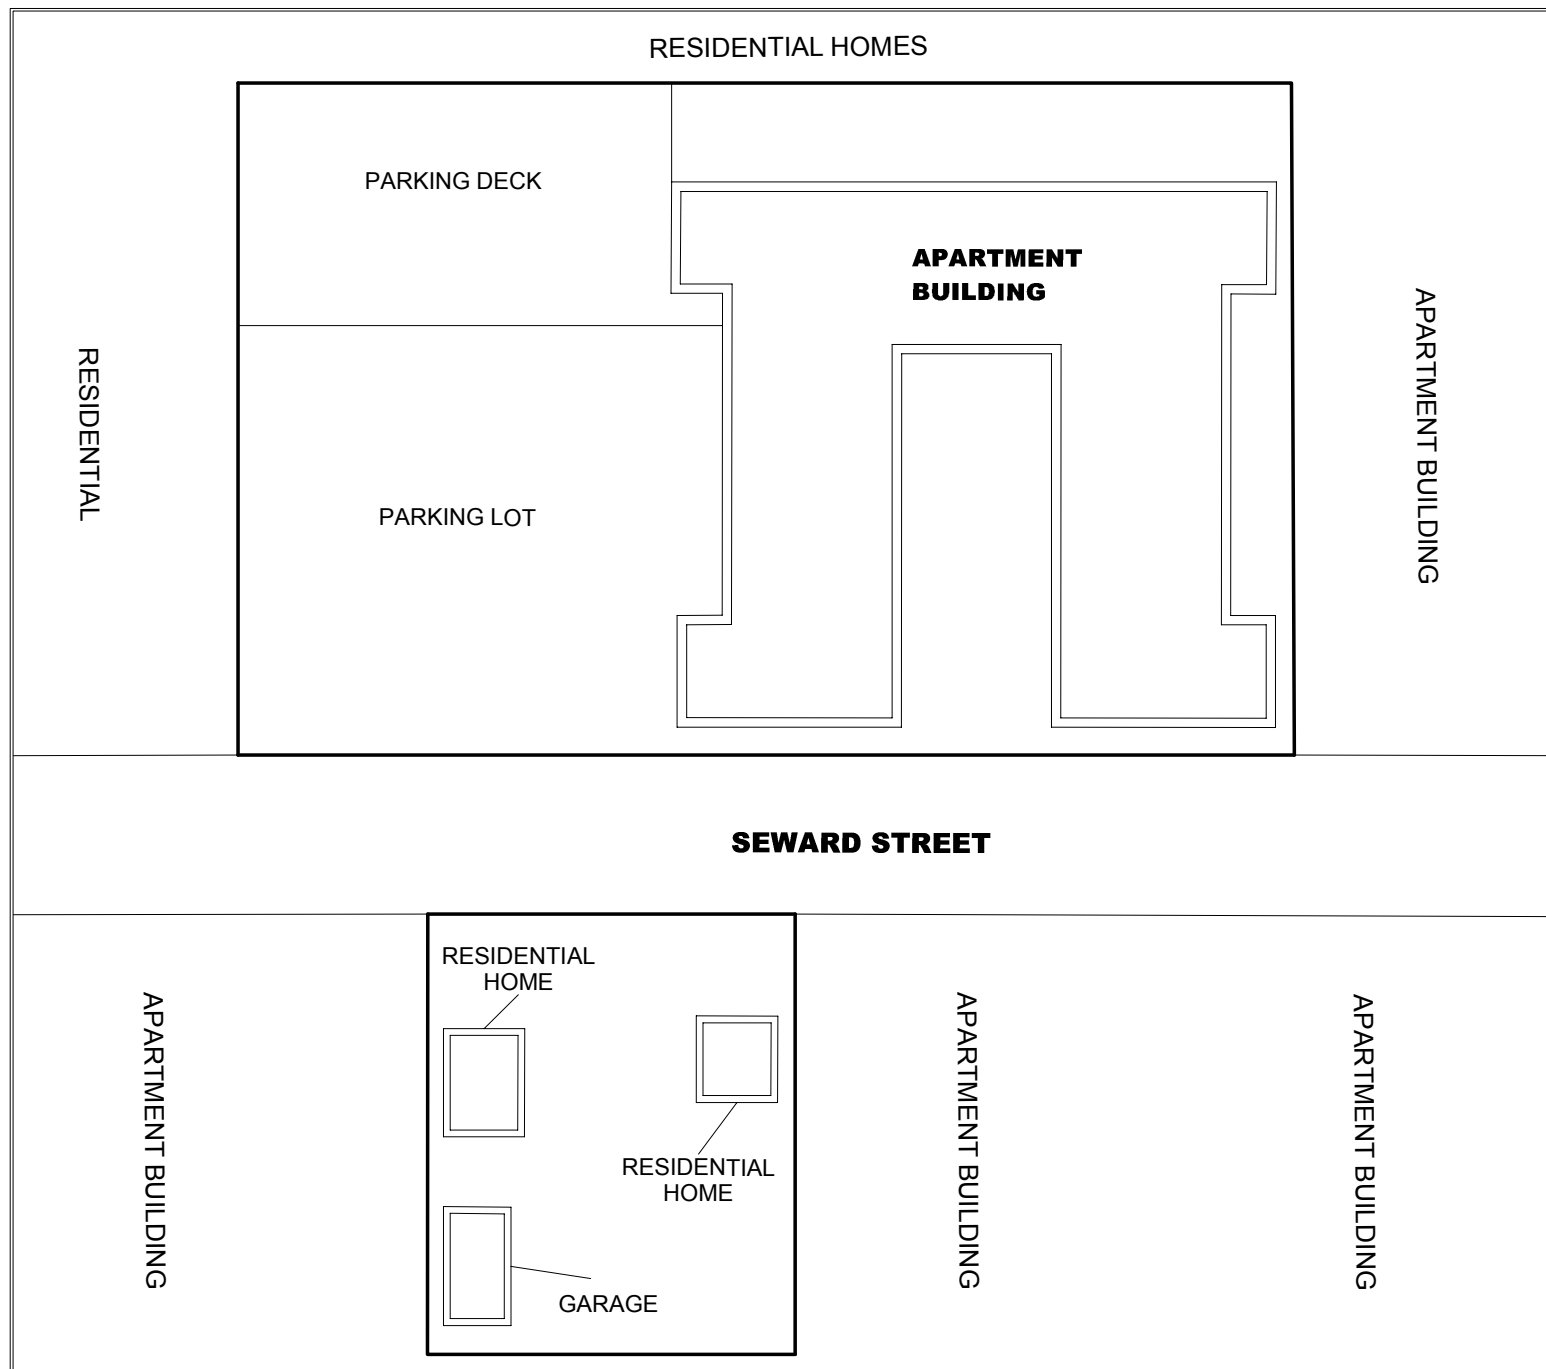 RESIDENTIAL HOMES
PARKING DECK
APARTMENT
BUILDING
RESIDENTIAL
APARTMENT BUILDING
PARKING LOT
SEWARD STREET
RESIDENTIAL
HOME
APARTMENT BUILDING
RESIDENTIAL
HOME
GARAGE
APARTMENT BUILDING
APARTMENT BUILDING